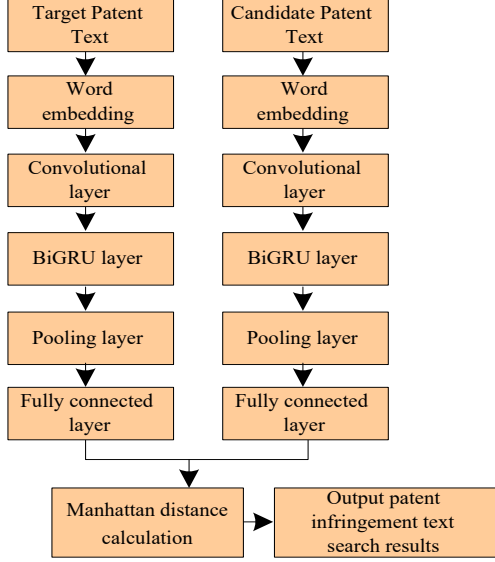 Target Patent
Text
Candidate Patent
Text
Word
embedding
Word
embedding
Convolutional
layer
Convolutional
layer
BiGRU layer
BiGRU layer
Pooling layer
Pooling layer
Fully connected
layer
Fully connected
layer
Manhattan distance
calculation
Output patent
infringement text
search results